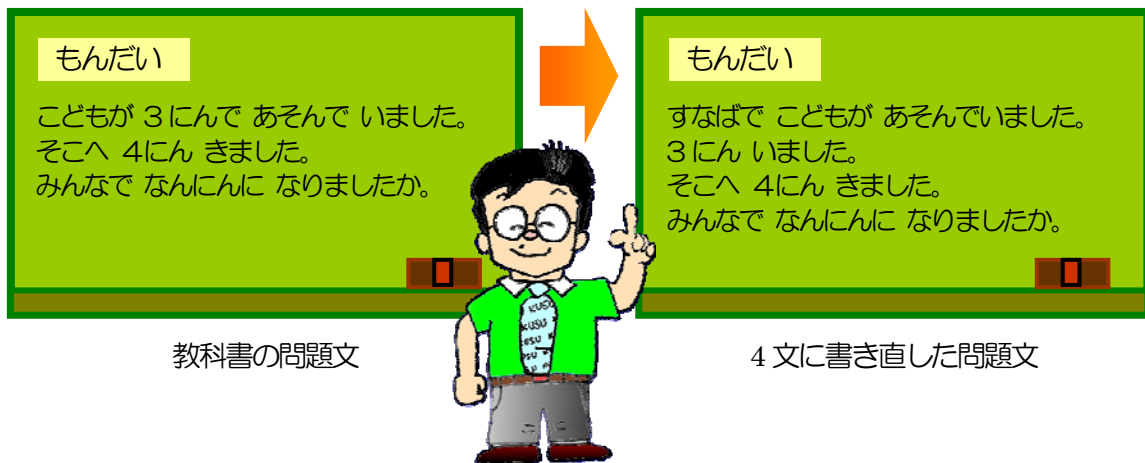 もんだい
こどもが 3にんで あそんで いました。
そこへ 4にん きました。
みんなで なんにんに なりましたか。
教科書の問題文
もんだい
すなばで こどもが あそんでいました。
3にん いました。
そこへ 4にん きました。
みんなで なんにんに なりましたか。
4文に書き直した問題文
KUSU